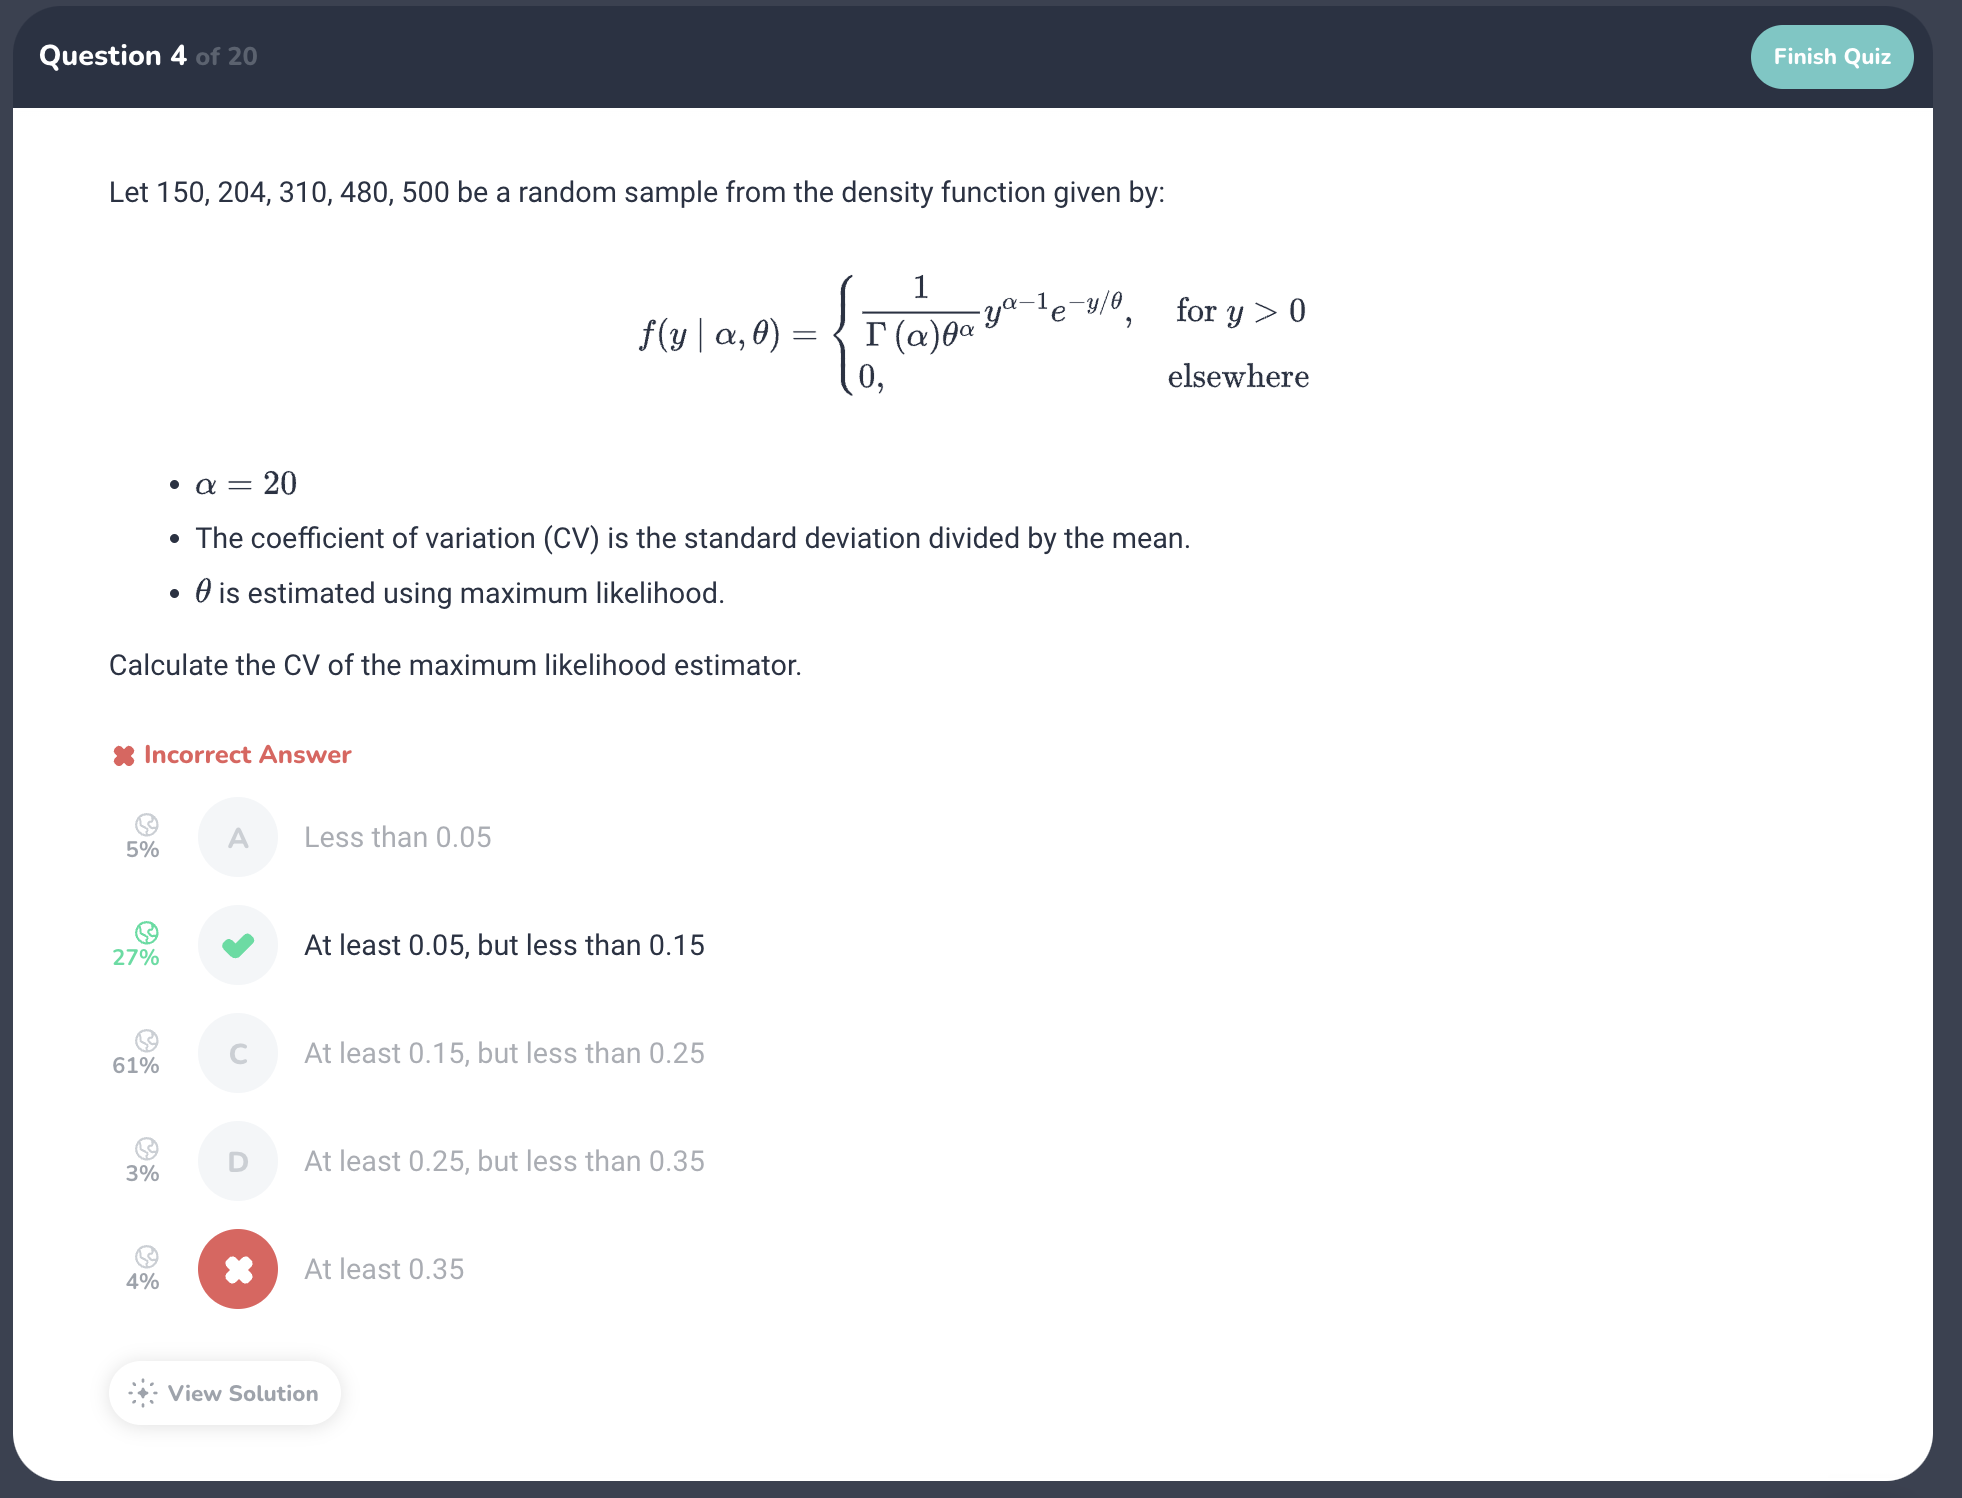 Question 4 of 20
Finish Quiz
Let 150, 204, 310, 480, 500 be a random sample from the density function given by:
f(y | α, θ) = { 1 / (Γ (α)θ^α) y^(α−1) e^(−y/θ), for y > 0
0, elsewhere
• α = 20
• The coefficient of variation (CV) is the standard deviation divided by the mean.
• θ is estimated using maximum likelihood.
Calculate the CV of the maximum likelihood estimator.
Incorrect Answer
5% A Less than 0.05
27% At least 0.05, but less than 0.15
61% C At least 0.15, but less than 0.25
3% D At least 0.25, but less than 0.35
4% At least 0.35
View Solution